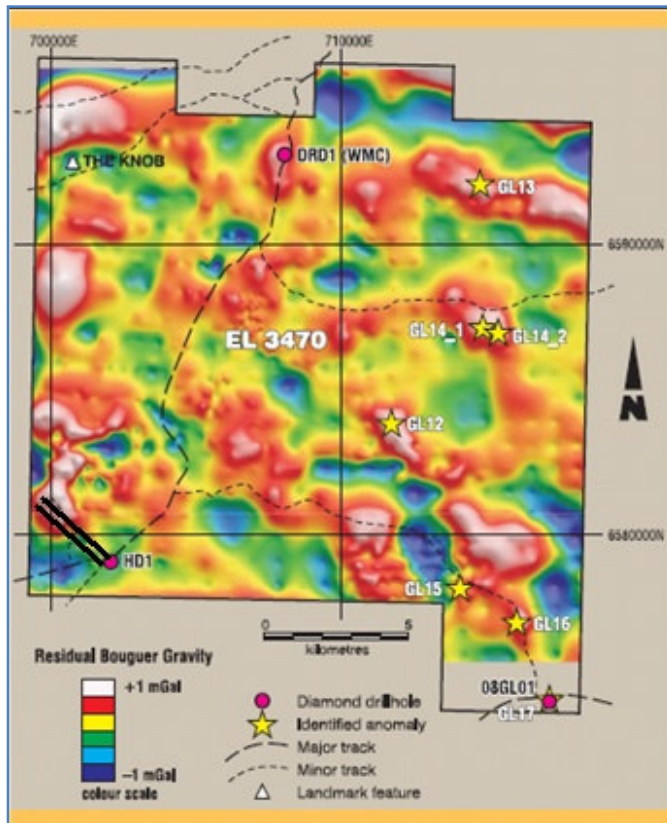 700000E 710000E
THE KNOB
DRD1 (WMC)
GL13
6590000N
GL14_1 GL14_2
EL 3470
GL12
6580000N
HD1
GL15
GL16
08GL01
GL17
0 5
kilometres
N
Residual Bouguer Gravity
+1 mGal
–1 mGal
colour scale
Diamond drillhole
Identified anomaly
Major track
Minor track
Landmark feature